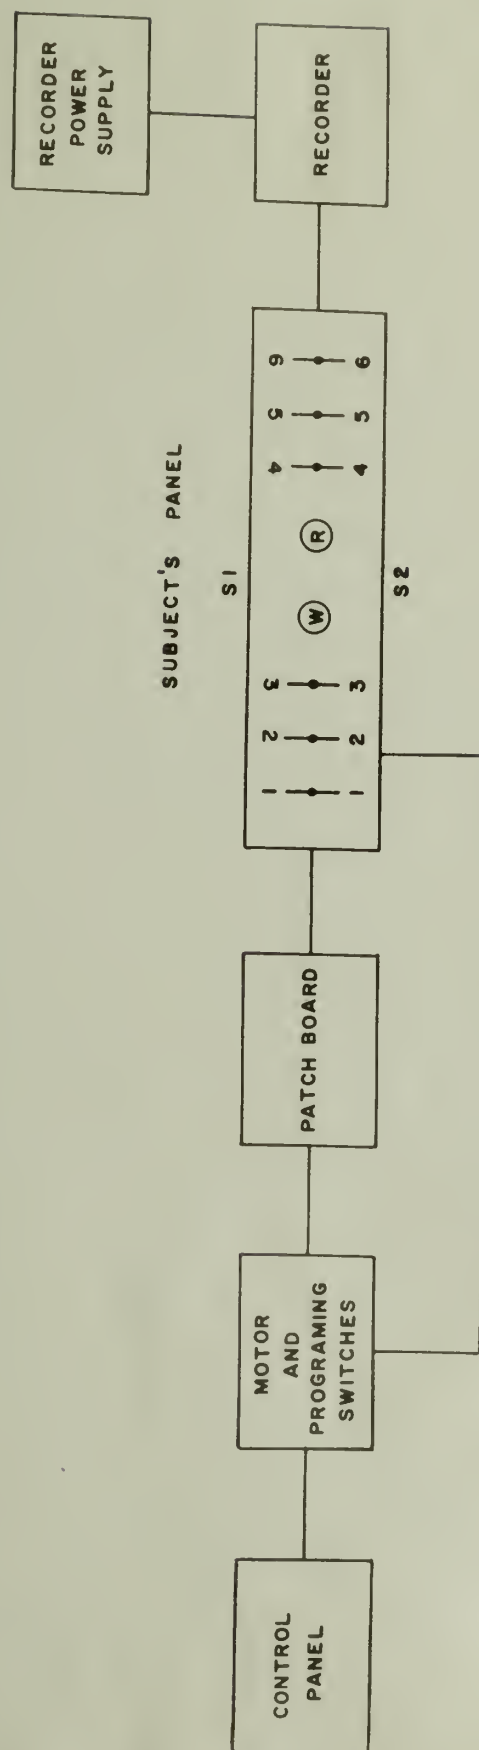 CONTROL
PANEL
MOTOR
AND
PROGRAMING
SWITCHES
PATCH BOARD
SUBJECT'S PANEL
S1
1 2 3 4 5 6
W R
1 2 3 4 5 6
S2
RECORDER
RECORDER
POWER
SUPPLY